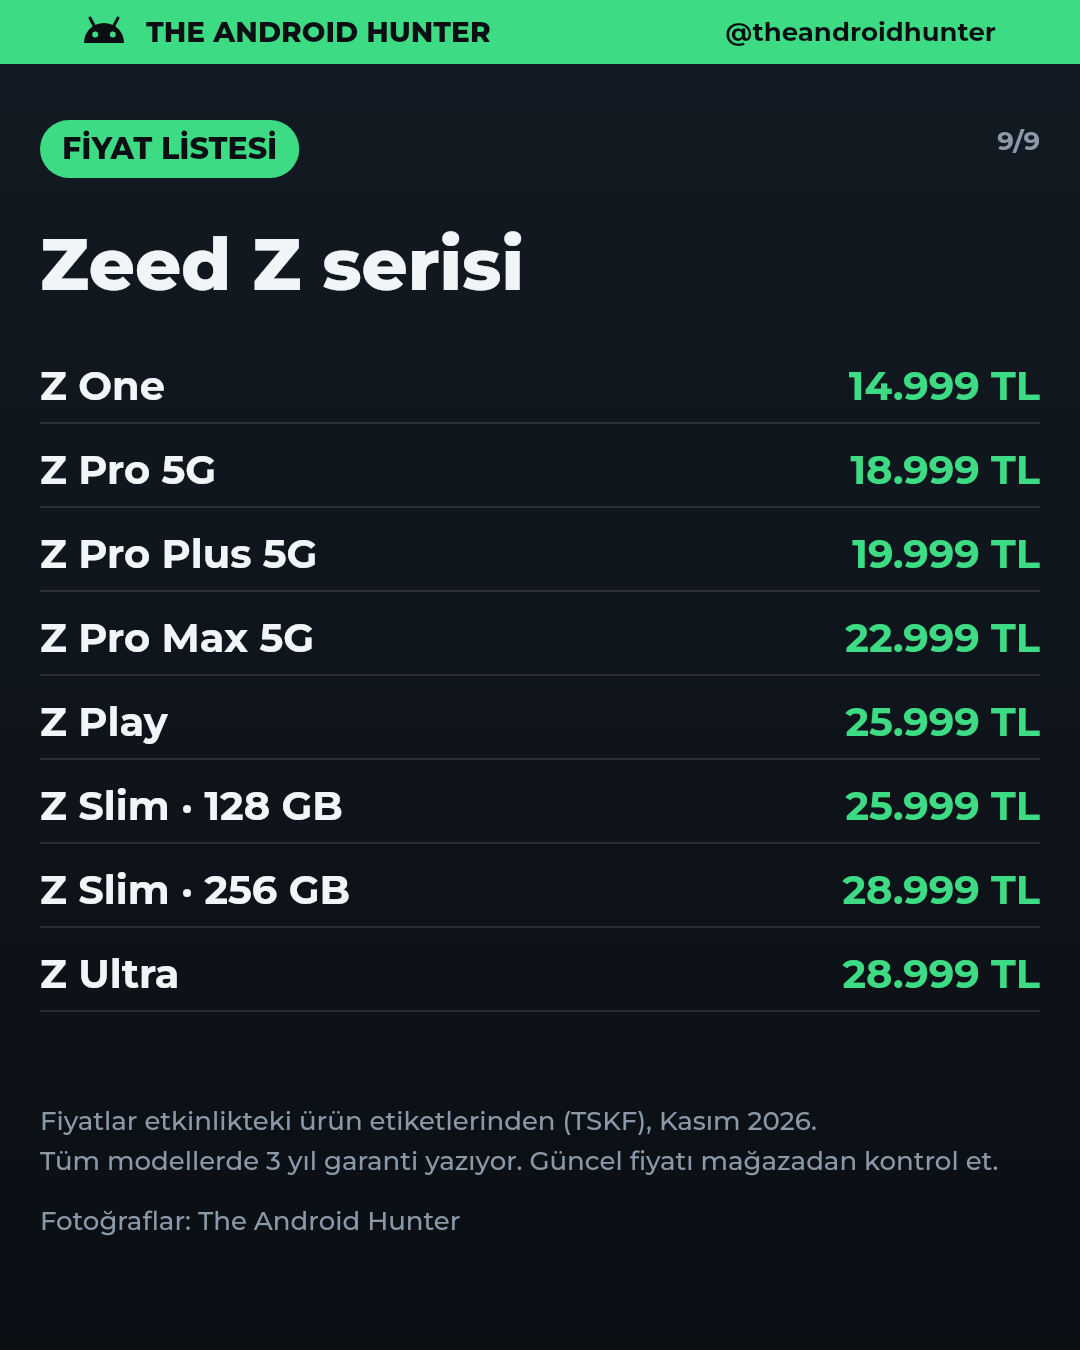 THE ANDROID HUNTER
@theandroidhunter
FİYAT LİSTESİ
9/9
Zeed Z serisi
Z One 14.999 TL
Z Pro 5G 18.999 TL
Z Pro Plus 5G 19.999 TL
Z Pro Max 5G 22.999 TL
Z Play 25.999 TL
Z Slim · 128 GB 25.999 TL
Z Slim · 256 GB 28.999 TL
Z Ultra 28.999 TL
Fiyatlar etkinlikteki ürün etiketlerinden (TSKF), Kasım 2026.
Tüm modellerde 3 yıl garanti yazıyor. Güncel fiyatı mağazadan kontrol et.
Fotoğraflar: The Android Hunter